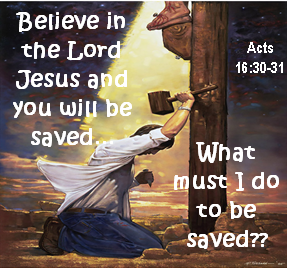 Believe in
the Lord
Jesus and
you will be
saved...
Acts
16:30-31
What
must I do
to be
saved??